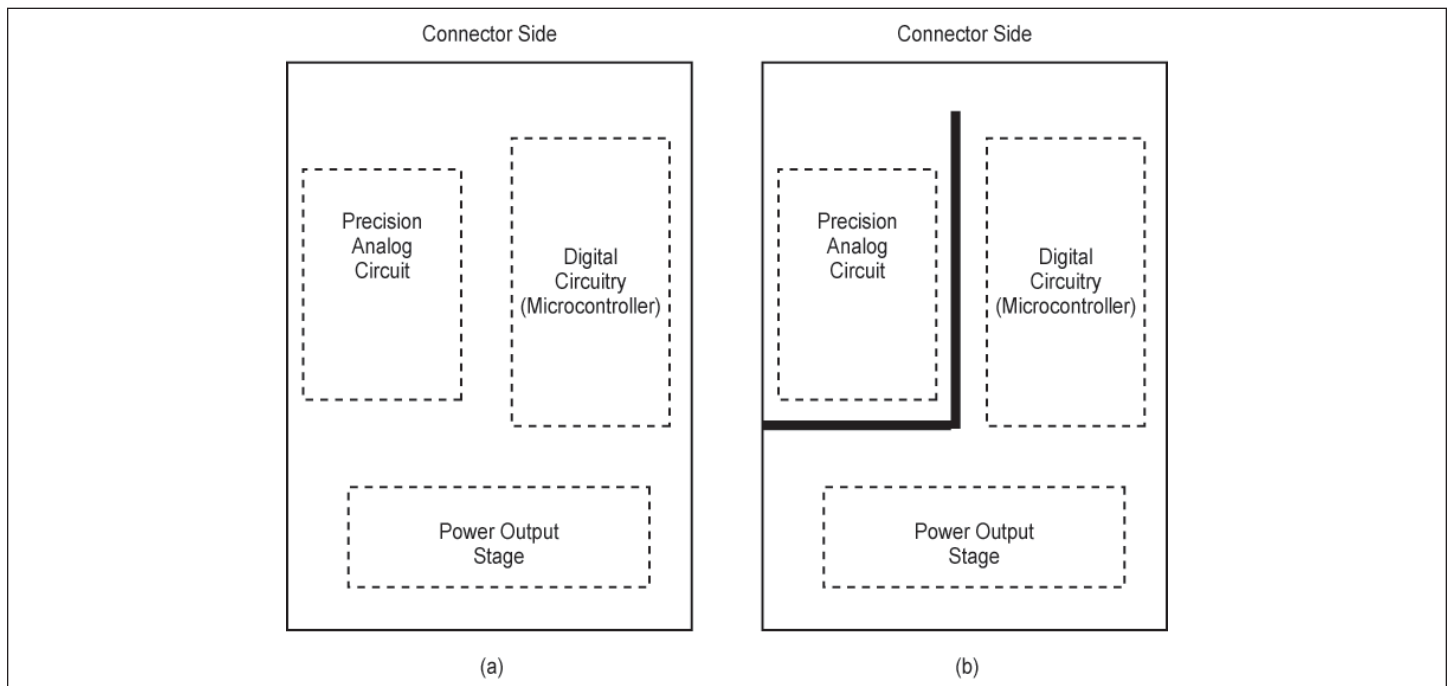 Connector Side
Precision
Analog
Circuit
Digital
Circuitry
(Microcontroller)
Power Output
Stage
(a)
Connector Side
Precision
Analog
Circuit
Digital
Circuitry
(Microcontroller)
Power Output
Stage
(b)